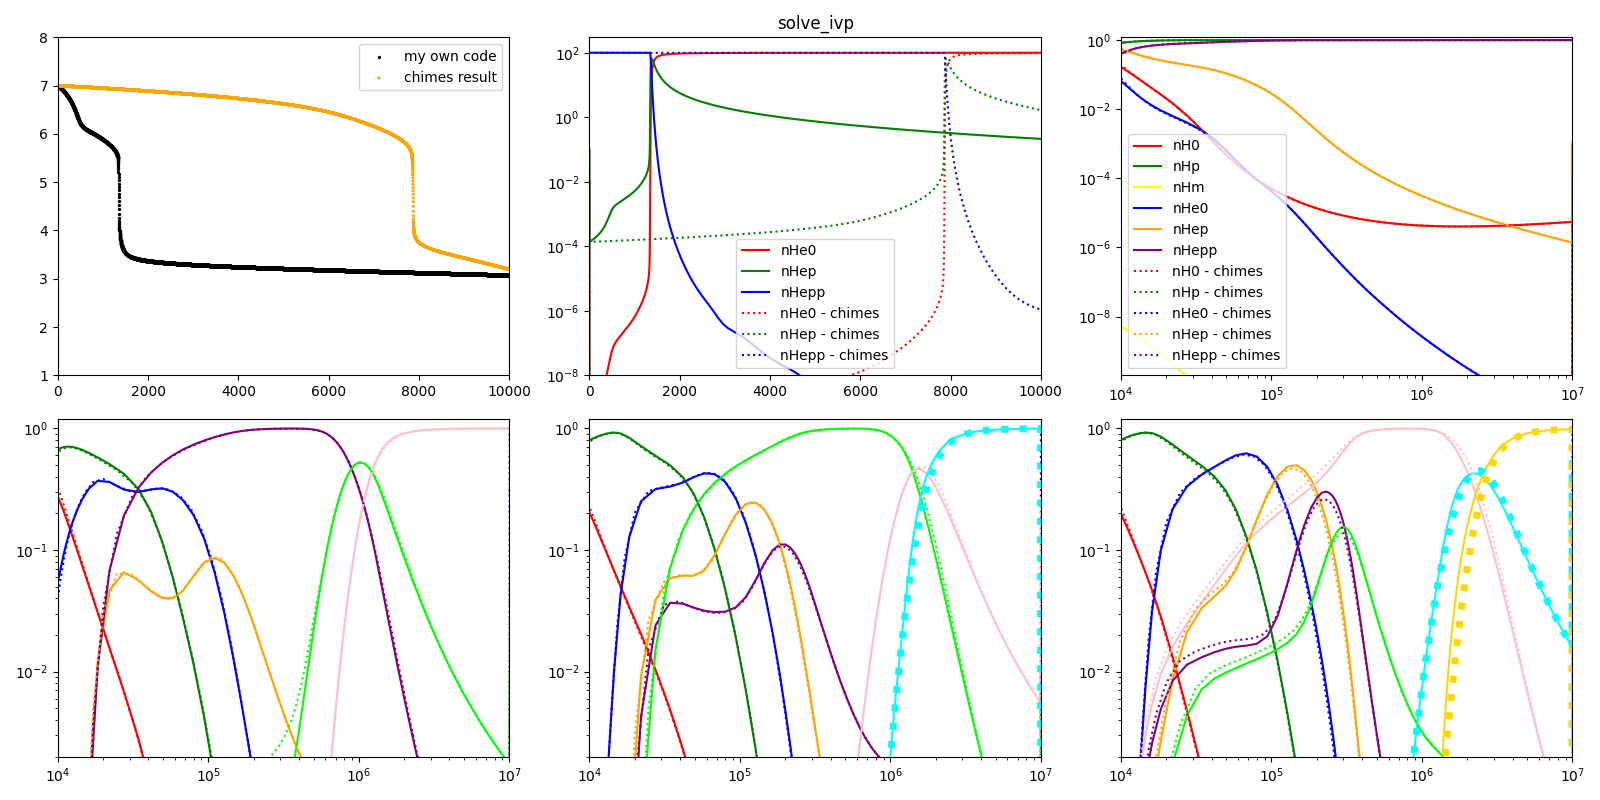 solve_ivp
8
7
6
5
4
3
2
1
my own code
chimes result
0
2000
4000
6000
8000
10000
10²
10⁰
10⁻²
10⁻⁴
10⁻⁶
10⁻⁸
nHe0
nHep
nHepp
nHe0 - chimes
nHep - chimes
nHepp - chimes
0
2000
4000
6000
8000
10000
10⁰
10⁻²
10⁻⁴
10⁻⁶
10⁻⁸
nH0
nHp
nHm
nHe0
nHep
nHepp
nH0 - chimes
nHp - chimes
nHe0 - chimes
nHep - chimes
nHepp - chimes
10⁴
10⁵
10⁶
10⁷
10⁰
10⁻¹
10⁻²
10⁴
10⁵
10⁶
10⁷
10⁰
10⁻¹
10⁻²
10⁴
10⁵
10⁶
10⁷
10⁰
10⁻¹
10⁻²
10⁴
10⁵
10⁶
10⁷